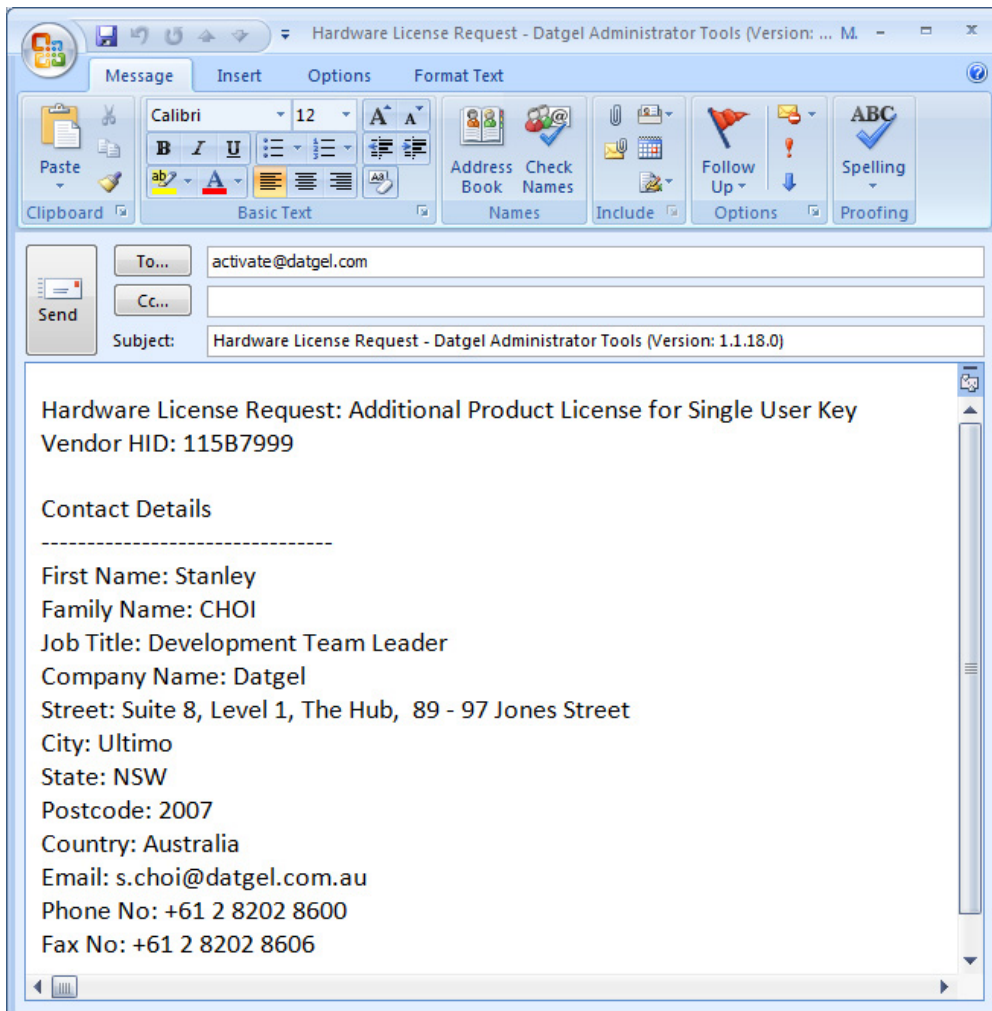 Hardware License Request - Datgel Administrator Tools (Version: ... M.
Message Insert Options Format Text
Calibri 12 A A ABC
Paste B I U Address Book Check Names Follow Up Spelling
ab A
Clipboard Basic Text Names Include Options Proofing
To... activate@datgel.com
Send Cc...
Subject: Hardware License Request - Datgel Administrator Tools (Version: 1.1.18.0)
Hardware License Request: Additional Product License for Single User Key
Vendor HID: 115B7999
Contact Details
--------------------------------
First Name: Stanley
Family Name: CHOI
Job Title: Development Team Leader
Company Name: Datgel
Street: Suite 8, Level 1, The Hub,  89 - 97 Jones Street
City: Ultimo
State: NSW
Postcode: 2007
Country: Australia
Email: s.choi@datgel.com.au
Phone No: +61 2 8202 8600
Fax No: +61 2 8202 8606